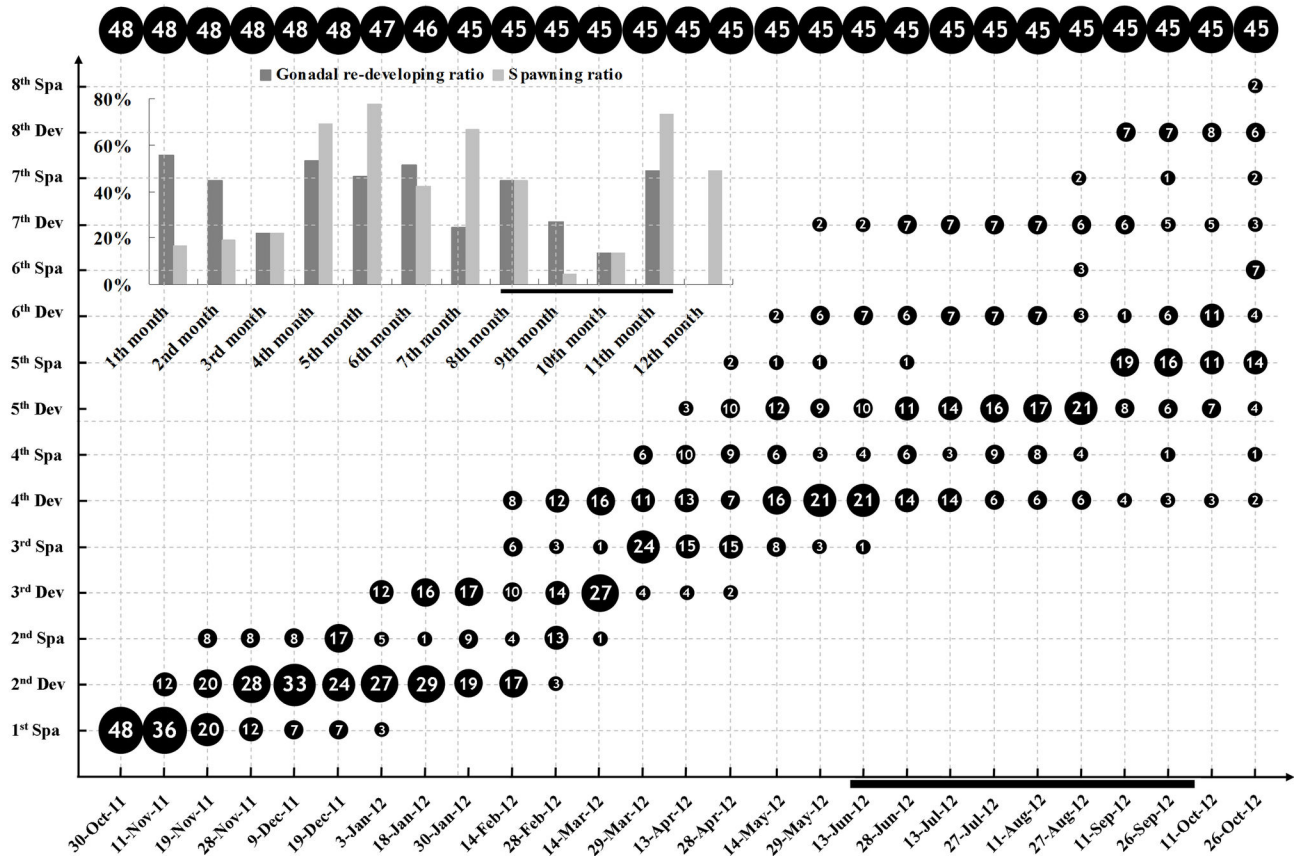 48 48 48 48 48 48 47 46 45 45 45 45 45 45 45 45 45 45 45 45 45 45 45 45 45 45 45
Gonadal re-developing ratio Spawning ratio
80%
60%
40%
20%
0%
1th month
2nd month
3rd month
4th month
5th month
6th month
7th month
8th month
9th month
10th month
11th month
12th month
8th Spa 2
8th Dev 7 7 8 6
7th Spa 2 1 2
7th Dev 2 2 7 7 7 7 6 6 5 5 3
6th Spa 3 7
6th Dev 2 6 7 6 7 7 7 3 1 6 11 4
5th Spa 2 1 1 1 19 16 11 14
5th Dev 3 10 12 9 10 11 14 16 17 21 8 6 7 4
4th Spa 6 10 9 6 3 4 6 3 9 8 4 1 1
4th Dev 8 12 16 11 13 7 16 21 21 14 14 6 6 6 4 3 3 2
3rd Spa 6 3 1 24 15 15 8 3 1
3rd Dev 12 16 17 10 14 27 4 4 2
2nd Spa 8 8 8 17 5 1 9 4 13 1
2nd Dev 12 20 28 33 24 27 29 19 17 3
1st Spa 48 36 20 12 7 7 3
30-Oct-11
11-Nov-11
19-Nov-11
28-Nov-11
9-Dec-11
19-Dec-11
3-Jan-12
18-Jan-12
30-Jan-12
14-Feb-12
28-Feb-12
14-Mar-12
29-Mar-12
13-Apr-12
28-Apr-12
14-May-12
29-May-12
13-Jun-12
28-Jun-12
13-Jul-12
27-Jul-12
11-Aug-12
27-Aug-12
11-Sep-12
26-Sep-12
11-Oct-12
26-Oct-12